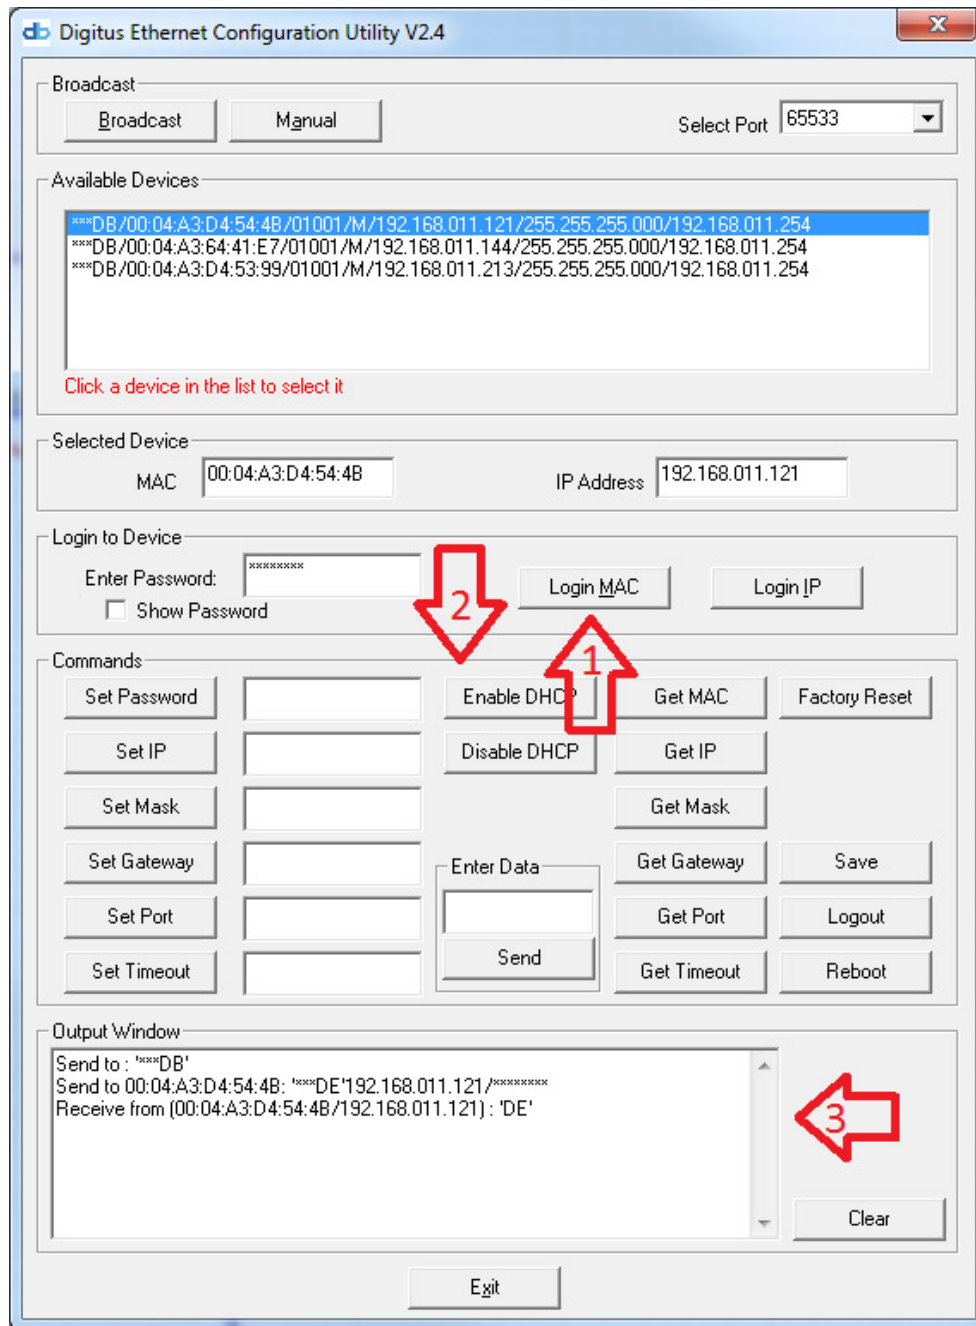 db Digitus Ethernet Configuration Utility V2.4
Broadcast
Broadcast Manual Select Port 65533
Available Devices
***DB/00:04:A3:D4:54:4B/01001/M/192.168.011.121/255.255.255.000/192.168.011.254
***DB/00:04:A3:64:41:E7/01001/M/192.168.011.144/255.255.255.000/192.168.011.254
***DB/00:04:A3:D4:53:99/01001/M/192.168.011.213/255.255.255.000/192.168.011.254
Click a device in the list to select it
Selected Device
MAC 00:04:A3:D4:54:4B IP Address 192.168.011.121
Login to Device
Enter Password: ******** 2 Login MAC Login IP
Show Password
1
Commands
Set Password Enable DHCP Get MAC Factory Reset
Set IP Disable DHCP Get IP
Set Mask Get Mask
Set Gateway Enter Data Get Gateway Save
Set Port Get Port Logout
Set Timeout Send Get Timeout Reboot
Output Window
Send to : '***DB'
Send to 00:04:A3:D4:54:4B: '***DE'192.168.011.121/********
Receive from (00:04:A3:D4:54:4B/192.168.011.121) : 'DE'
3
Clear
Exit